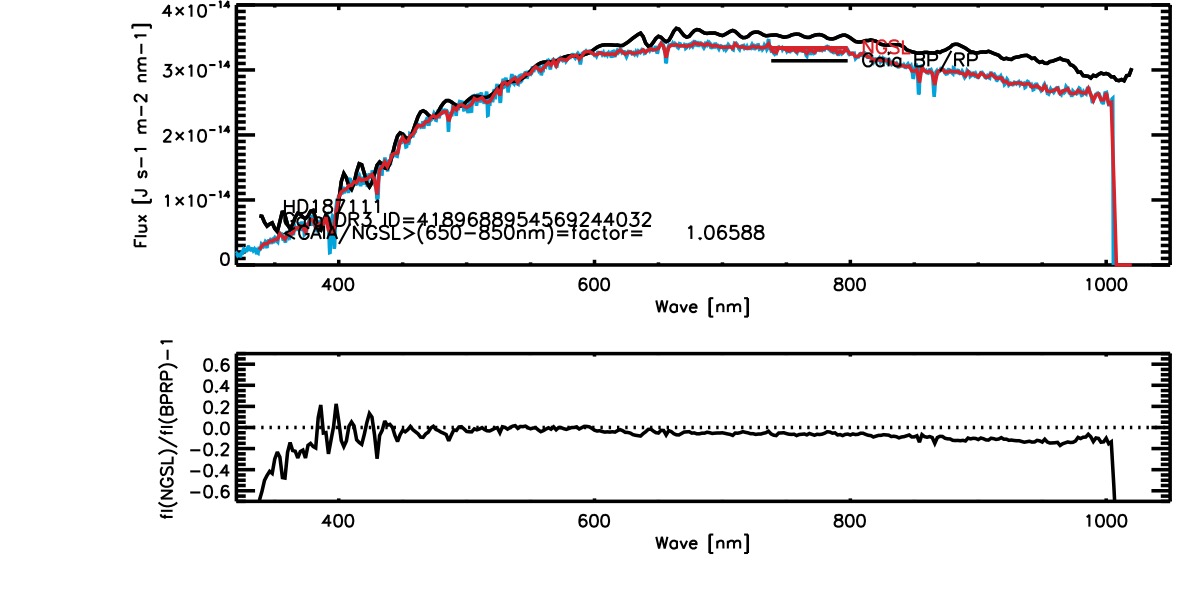 4×10⁻¹⁴
3×10⁻¹⁴
2×10⁻¹⁴
1×10⁻¹⁴
0
Flux [J s−1 m−2 nm−1]
NGSL
Gaia BP/RP
HD187111
Gaia DR3 ID=4189688954569244032
<GAIA/NGSL>(650−850nm)=factor= 1.06588
400 600 800 1000
Wave [nm]
fl(NGSL)/fl(BPRP)−1
0.6
0.4
0.2
0.0
−0.2
−0.4
−0.6
400 600 800 1000
Wave [nm]